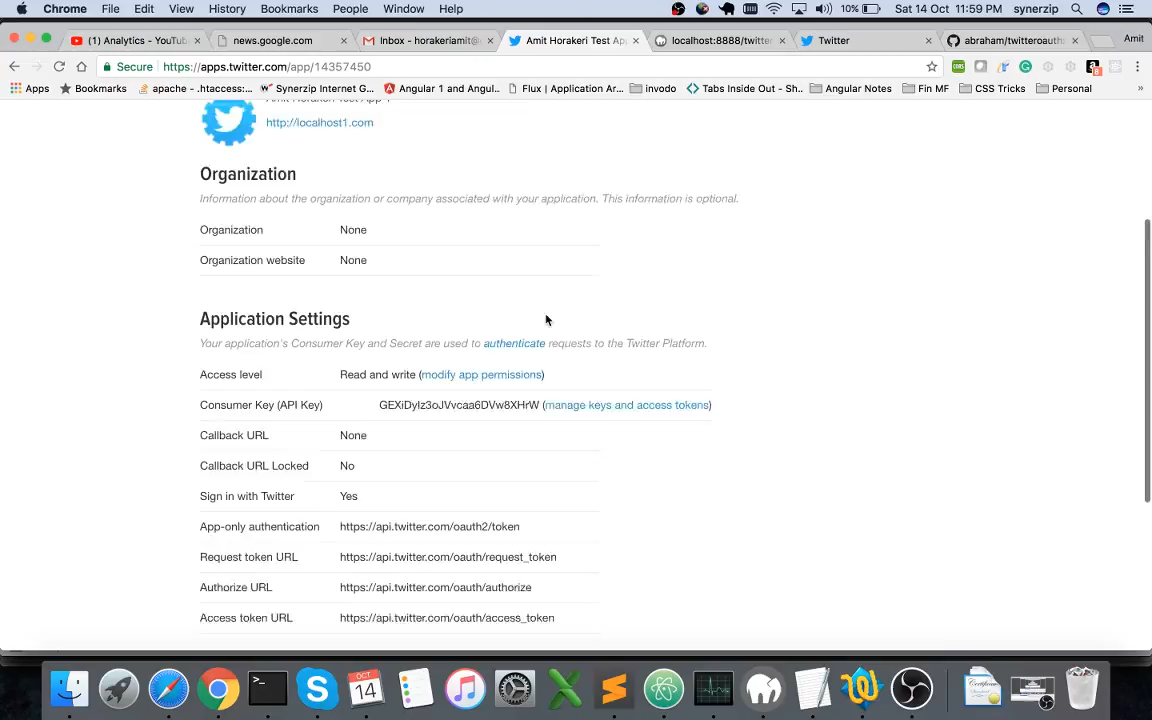 Chrome File Edit View History Bookmarks People Window Help 10% Sat 14 Oct 11:59 PM synerzip
(1) Analytics - YouTub
news.google.com
Inbox - horakeriamit@
Amit Horakeri Test App
localhost:8888/twitter
Twitter
abraham/twitteroauth
Amit
Secure https://apps.twitter.com/app/14357450
Apps Bookmarks apache - .htaccess:... Synerzip Internet G... Angular 1 and Angul... Flux | Application Ar... invodo Tabs Inside Out - Sh... Angular Notes Fin MF CSS Tricks Personal »
Amit Horakeri Test App 1
http://localhost1.com
Organization
Information about the organization or company associated with your application. This information is optional.
Organization None
Organization website None
Application Settings
Your application's Consumer Key and Secret are used to authenticate requests to the Twitter Platform.
Access level Read and write (modify app permissions)
Consumer Key (API Key) GEXiDyIz3oJVvcaa6DVw8XHrW (manage keys and access tokens)
Callback URL None
Callback URL Locked No
Sign in with Twitter Yes
App-only authentication https://api.twitter.com/oauth2/token
Request token URL https://api.twitter.com/oauth/request_token
Authorize URL https://api.twitter.com/oauth/authorize
Access token URL https://api.twitter.com/oauth/access_token
OCT
14